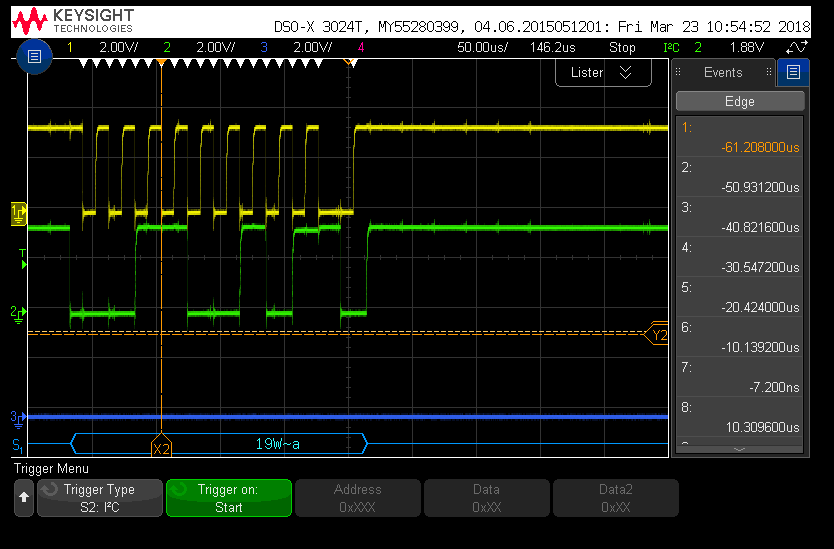 KEYSIGHT
TECHNOLOGIES
DSO-X 3024T, MY55280399, 04.06.2015051201: Fri Mar 23 10:54:52 2018
1 2.00V/ 2 2.00V/ 3 2.00V/ 4 50.00us/ 146.2us Stop I²C 2 1.88V
Lister
Events
Edge
1:
-61.208000us
2:
-50.931200us
3:
-40.821600us
4:
-30.547200us
5:
-20.424000us
6:
-10.139200us
7:
-7.200ns
8:
10.309600us
1
T
2
Y2
3
S1
X2
19W~a
Trigger Menu
Trigger Type
S2: I²C
Trigger on:
Start
Address
0xXXX
Data
0xXX
Data2
0xXX